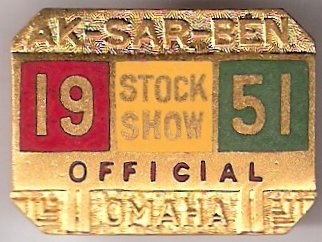 AK-SAR-BEN
19 STOCK SHOW 51
OFFICIAL
OMAHA